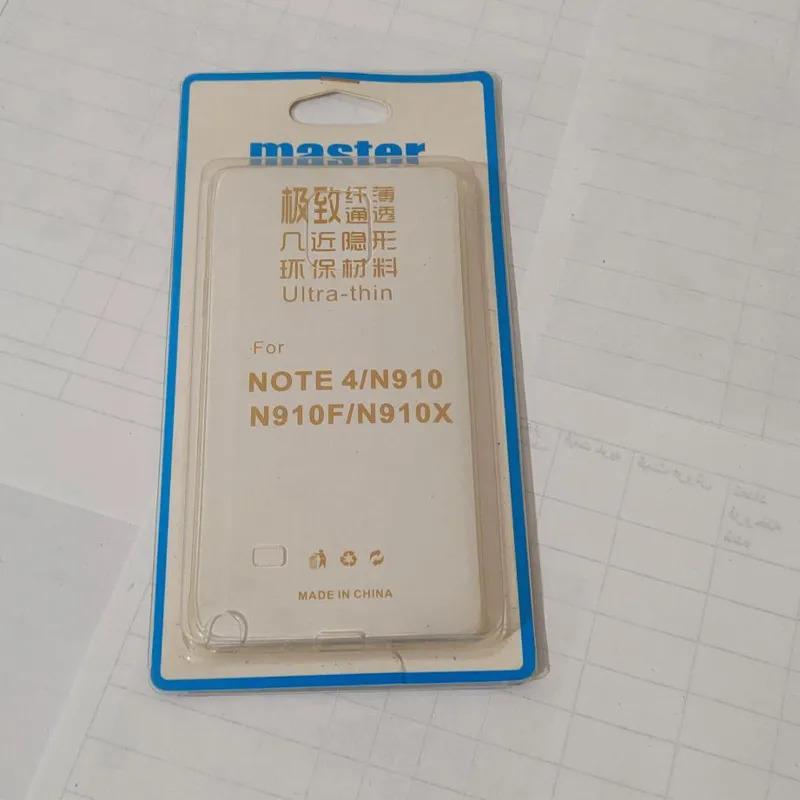 master
极致纤薄
通透
几近隐形
环保材料
Ultra-thin
For
NOTE 4/N910
N910F/N910X
MADE IN CHINA